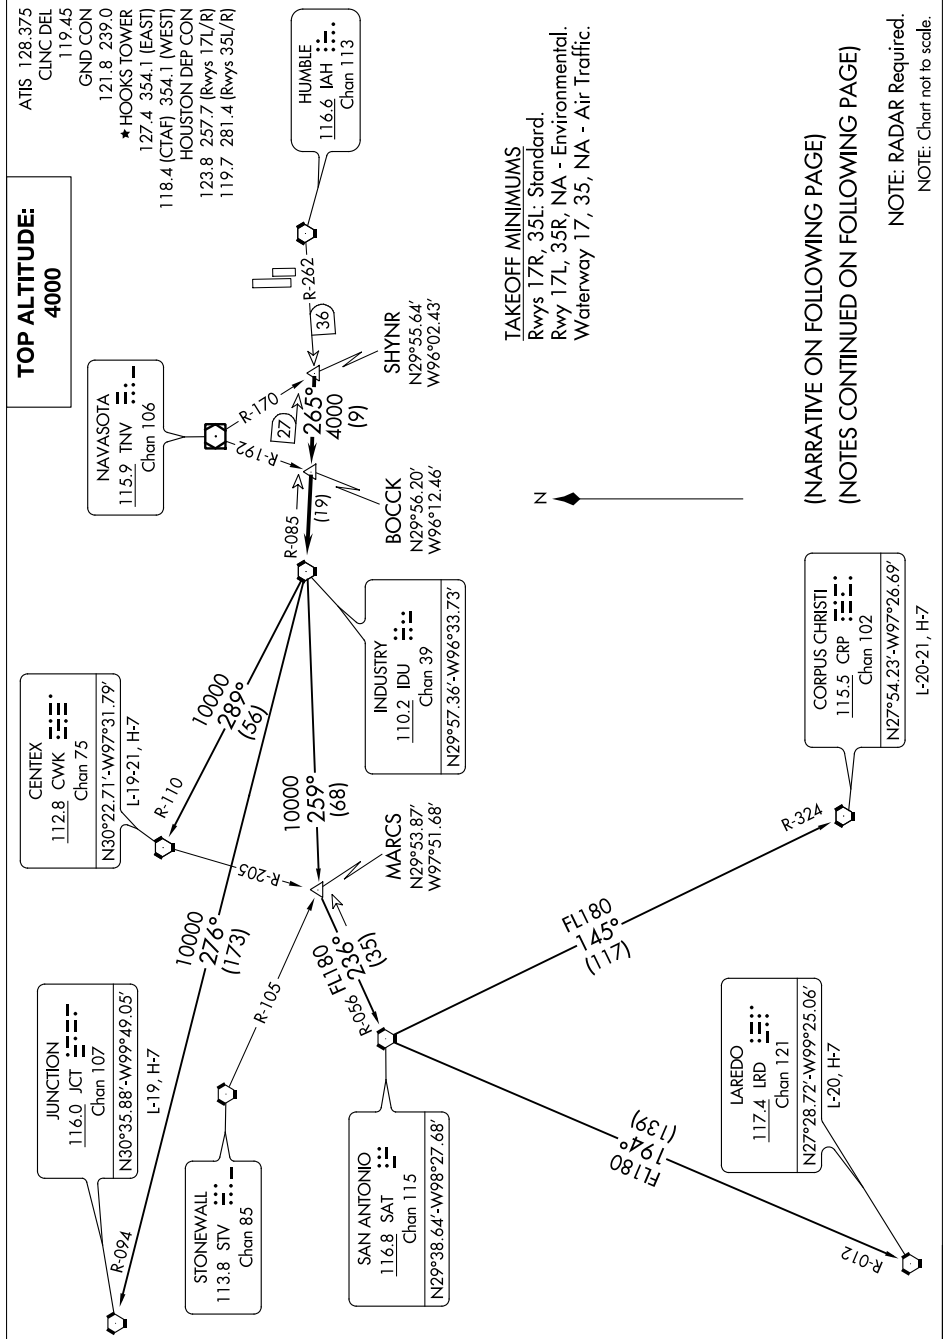 TOP ALTITUDE:
4000
ATIS 128.375
CLNC DEL
119.45
GND CON
121.8 239.0
★ HOOKS TOWER
127.4 354.1 (EAST)
118.4 (CTAF) 354.1 (WEST)
HOUSTON DEP CON
123.8 257.7 (Rwys 17L/R)
119.7 281.4 (Rwys 35L/R)
JUNCTION
116.0 JCT
Chan 107
N30°35.88'-W99°49.05'
L-19, H-7
R-094
10000
276°
(173)
CENTEX
112.8 CWK
Chan 75
N30°22.71'-W97°31.79'
L-19-21, H-7
R-110
10000
289°
(56)
R-205
NAVASOTA
115.9 TNV
Chan 106
R-192
R-170
HUMBLE
116.6 IAH
Chan 113
R-262
36
27
265°
4000
(9)
R-085
(19)
SHYNR
N29°55.64'
W96°02.43'
BOCCK
N29°56.20'
W96°12.46'
INDUSTRY
110.2 IDU
Chan 39
N29°57.36'-W96°33.73'
10000
259°
(68)
MARCS
N29°53.87'
W97°51.68'
STONEWALL
113.8 STV
Chan 85
R-105
FL180
236°
(35)
R-056
SAN ANTONIO
116.8 SAT
Chan 115
N29°38.64'-W98°27.68'
FL180
194°
(139)
R-012
LAREDO
117.4 LRD
Chan 121
N27°28.72'-W99°25.06'
L-20, H-7
FL180
145°
(117)
R-324
CORPUS CHRISTI
115.5 CRP
Chan 102
N27°54.23'-W97°26.69'
L-20-21, H-7
N
TAKEOFF MINIMUMS
Rwys 17R, 35L: Standard.
Rwy 17L, 35R, NA - Environmental.
Waterway 17, 35, NA - Air Traffic.
(NARRATIVE ON FOLLOWING PAGE)
(NOTES CONTINUED ON FOLLOWING PAGE)
NOTE: RADAR Required.
NOTE: Chart not to scale.